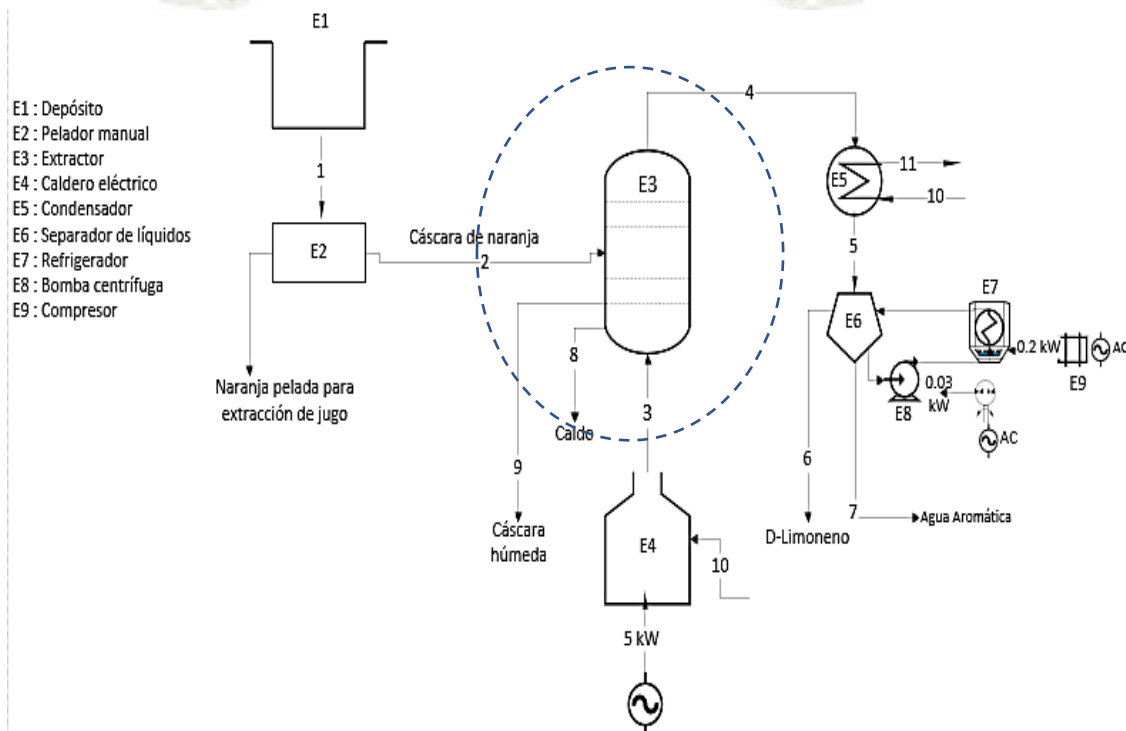 E1
E1 : Depósito
E2 : Pelador manual
E3 : Extractor
E4 : Caldero eléctrico
E5 : Condensador
E6 : Separador de líquidos
E7 : Refrigerador
E8 : Bomba centrífuga
E9 : Compresor
1
E2
Naranja pelada para
extracción de jugo
Cáscara de naranja
2
E3
4
E5
11
10
5
E6
E7
0.2 kW
E9
AC
E8
0.03
kW
AC
8
Caldo
3
9
Cáscara
húmeda
6
D-Limoneno
7
Agua Aromática
E4
10
5 kW